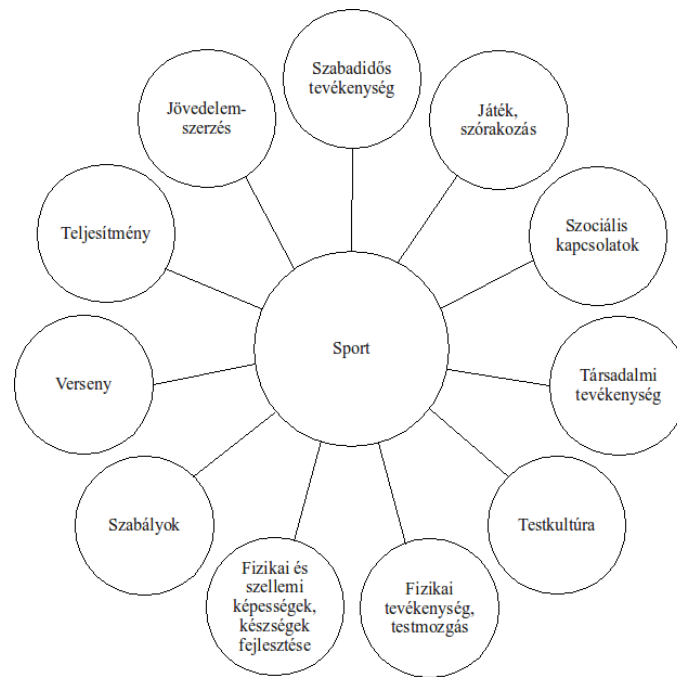 Szabadidős
tevékenység
Játék,
szórakozás
Szociális
kapcsolatok
Társadalmi
tevékenység
Testkultúra
Fizikai
tevékenység,
testmozgás
Fizikai és
szellemi
képességek,
készségek
fejlesztése
Szabályok
Verseny
Teljesítmény
Jövedelem-
szerzés
Sport